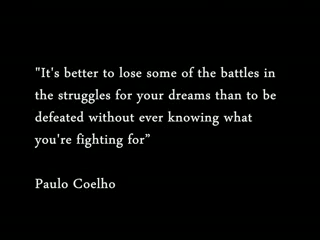 "It's better to lose some of the battles in
the struggles for your dreams than to be
defeated without ever knowing what
you're fighting for”
Paulo Coelho